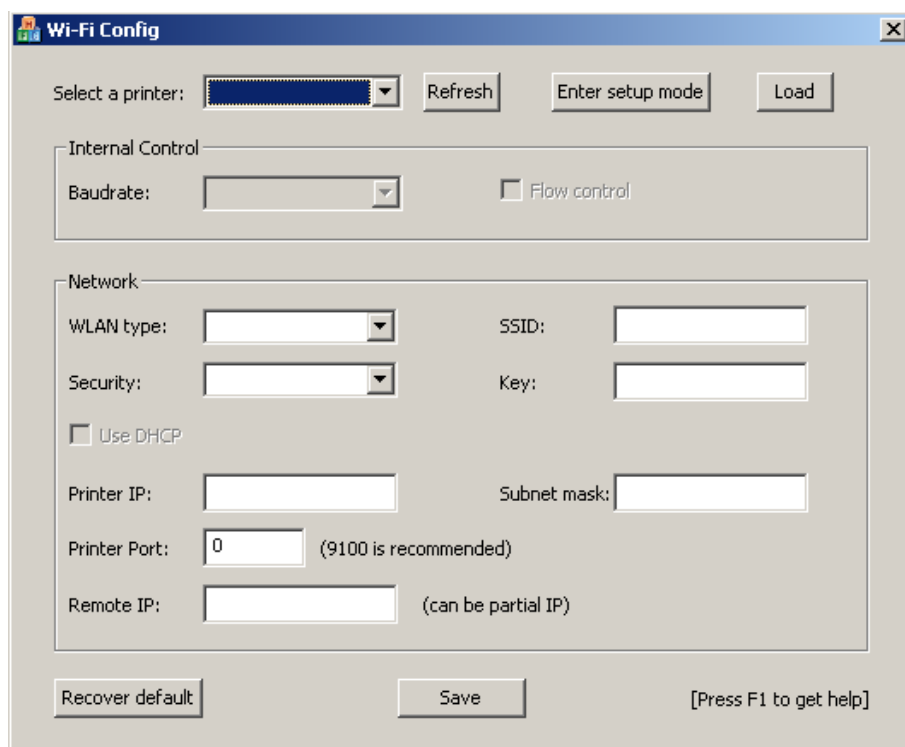 Wi-Fi Config
Select a printer: Refresh Enter setup mode Load
Internal Control
Baudrate: Flow control
Network
WLAN type: SSID:
Security: Key:
Use DHCP
Printer IP: Subnet mask:
Printer Port: 0 (9100 is recommended)
Remote IP: (can be partial IP)
Recover default Save [Press F1 to get help]